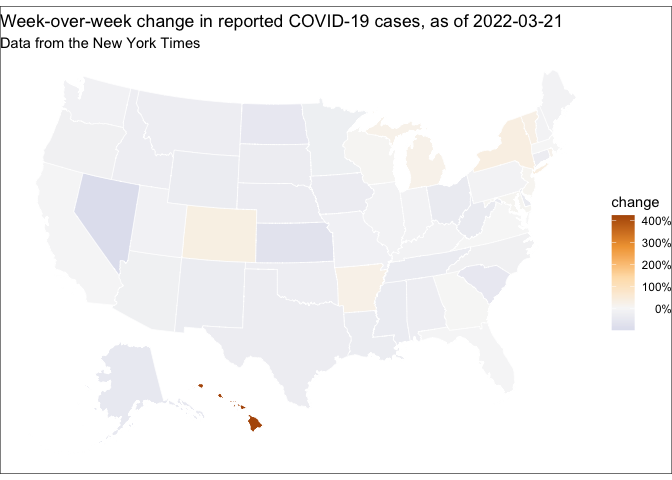 Week-over-week change in reported COVID-19 cases, as of 2022-03-21
Data from the New York Times
change
400%
300%
200%
100%
0%